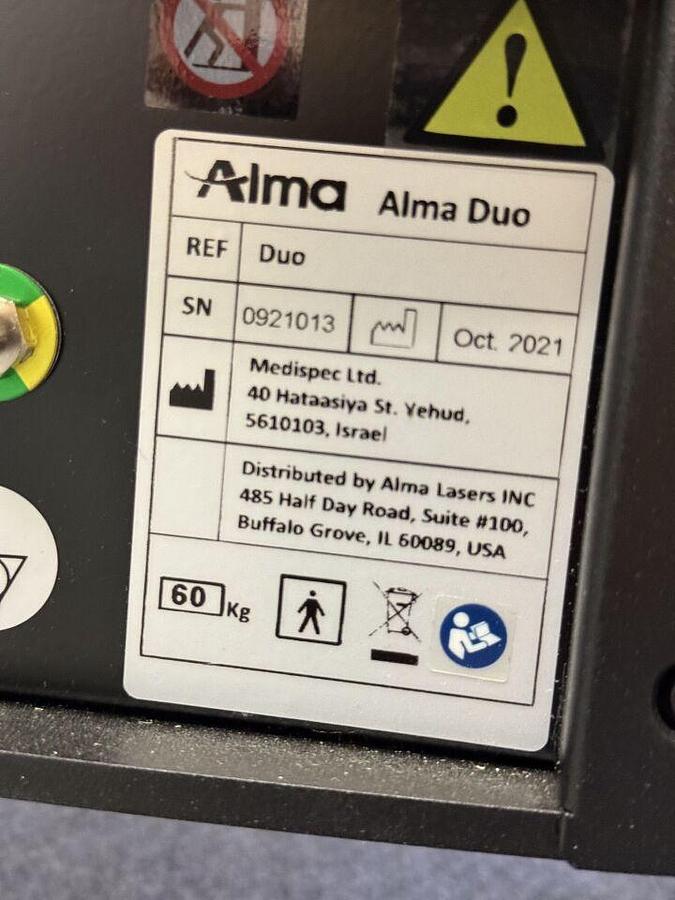 Alma Alma Duo
REF Duo
SN 0921013 Oct. 2021
Medispec Ltd.
40 Hataasiya St. Yehud,
5610103, Israel
Distributed by Alma Lasers INC
485 Half Day Road, Suite #100,
Buffalo Grove, IL 60089, USA
60 Kg